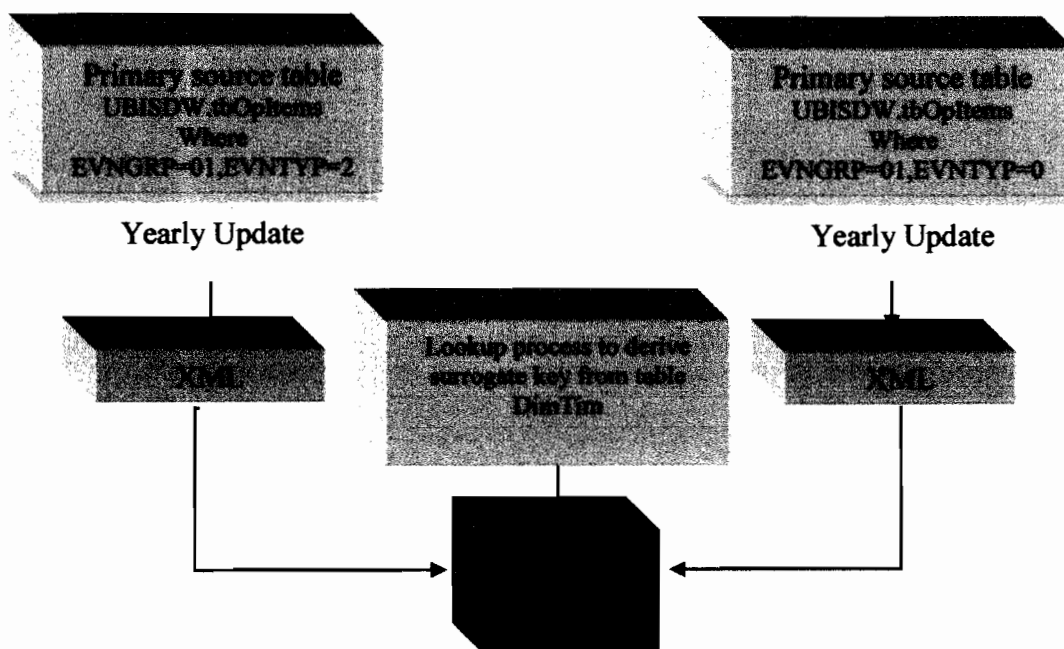 Primary source table
UBISDW.tbOpItems
Where
EVNGRP=01,EVNTYP=2
Yearly Update
XML
Primary source table
UBISDW.tbOpItems
Where
EVNGRP=01,EVNTYP=0
Yearly Update
XML
Lookup process to derive
surrogate key from table
DimTim